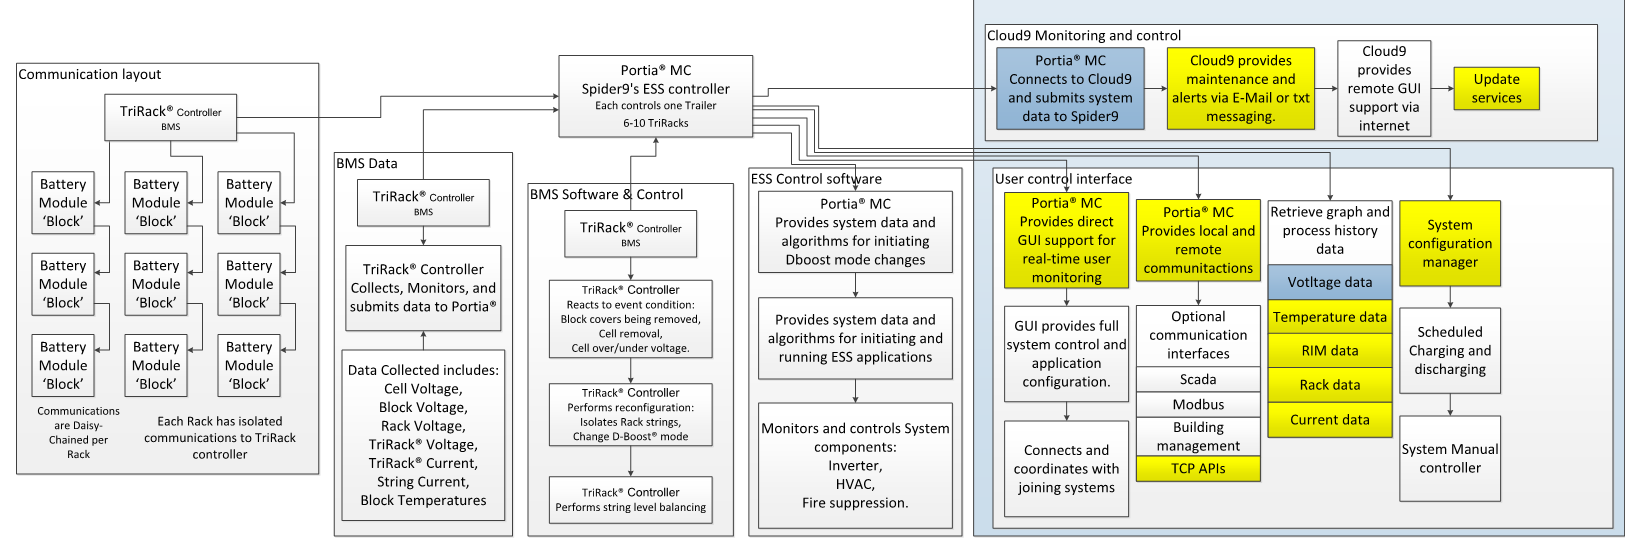 Communication layout
TriRack® Controller
BMS
Battery
Module
‘Block’
Battery
Module
‘Block’
Battery
Module
‘Block’
Battery
Module
‘Block’
Battery
Module
‘Block’
Battery
Module
‘Block’
Battery
Module
‘Block’
Battery
Module
‘Block’
Battery
Module
‘Block’
Communications
are Daisy-
Chained per
Rack
Each Rack has isolated
communications to TriRack
controller
BMS Data
TriRack® Controller
BMS
TriRack® Controller
Collects, Monitors, and
submits data to Portia®
Data Collected includes:
Cell Voltage,
Block Voltage,
Rack Voltage,
TriRack® Voltage,
TriRack® Current,
String Current,
Block Temperatures
Portia® MC
Spider9's ESS controller
Each controls one Trailer
6-10 TriRacks
BMS Software & Control
TriRack® Controller
BMS
TriRack® Controller
Reacts to event condition:
Block covers being removed,
Cell removal,
Cell over/under voltage.
TriRack® Controller
Performs reconfiguration:
Isolates Rack strings,
Change D-Boost® mode
TriRack® Controller
Performs string level balancing
ESS Control software
Portia® MC
Provides system data and
algorithms for initiating
Dboost mode changes
Provides system data and
algorithms for initiating and
running ESS applications
Monitors and controls System
components:
Inverter,
HVAC,
Fire suppression.
Cloud9 Monitoring and control
Portia® MC
Connects to Cloud9
and submits system
data to Spider9
Cloud9 provides
maintenance and
alerts via E-Mail or txt
messaging.
Cloud9
provides
remote GUI
support via
internet
Update
services
User control interface
Portia® MC
Provides direct
GUI support for
real-time user
monitoring
GUI provides full
system control and
application
configuration.
Connects and
coordinates with
joining systems
Portia® MC
Provides local and
remote
communitactions
Optional
communication
interfaces
Scada
Modbus
Building
management
TCP APIs
Retrieve graph and
process history
data
Votltage data
Temperature data
RIM data
Rack data
Current data
System
configuration
manager
Scheduled
Charging and
discharging
System Manual
controller